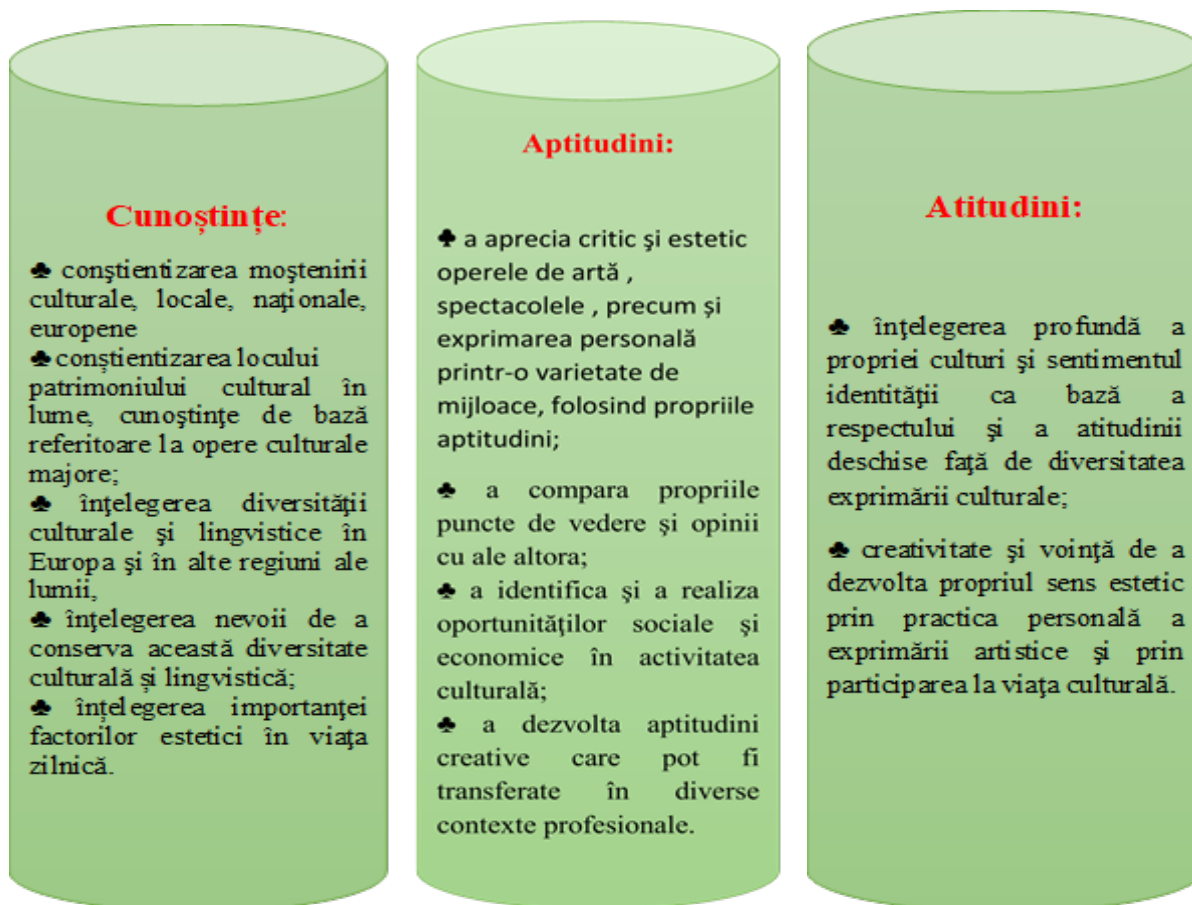 Cunoștințe:
♣ conştientizarea moştenirii
culturale, locale, naţionale,
europene
♣ conștientizarea locului
patrimoniului cultural în
lume, cunoştinţe de bază
referitoare la opere culturale
majore;
♣ înţelegerea diversităţii
culturale şi lingvistice în
Europa şi în alte regiuni ale
lumii,
♣ înţelegerea nevoii de a
conserva această diversitate
culturală și lingvistică;
♣ înțelegerea importanţei
factorilor estetici în viaţa
zilnică.
Aptitudini:
♣ a aprecia critic şi estetic
operele de artă ,
spectacolele , precum şi
exprimarea personală
printr-o varietate de
mijloace, folosind propriile
aptitudini;
♣ a compara propriile
puncte de vedere şi opinii
cu ale altora;
♣ a identifica şi a realiza
oportunităţilor sociale şi
economice în activitatea
culturală;
♣ a dezvolta aptitudini
creative care pot fi
transferate în diverse
contexte profesionale.
Atitudini:
♣ înţelegerea profundă a
propriei culturi şi sentimentul
identităţii ca bază a
respectului şi a atitudinii
deschise faţă de diversitatea
exprimării culturale;
♣ creativitate şi voinţă de a
dezvolta propriul sens estetic
prin practica personală a
exprimării artistice şi prin
participarea la viaţa culturală.